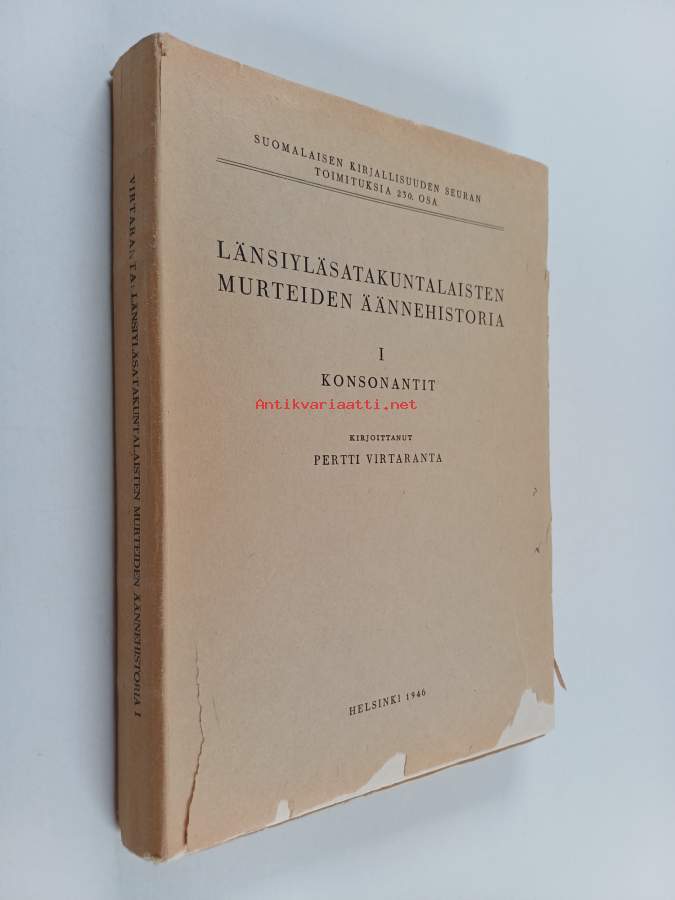 SUOMALAISEN KIRJALLISUUDEN SEURAN
TOIMITUKSIA 230. OSA
LÄNSIYLÄSATAKUNTALAISTEN
MURTEIDEN ÄÄNNEHISTORIA
I
KONSONANTIT
Antikvariaatti.net
KIRJOITTANUT
PERTTI VIRTARANTA
HELSINKI 1946
VIRTARANTA: LÄNSIYLÄSATAKUNTALAISTEN MURTEIDEN ÄÄNNEHISTORIA I